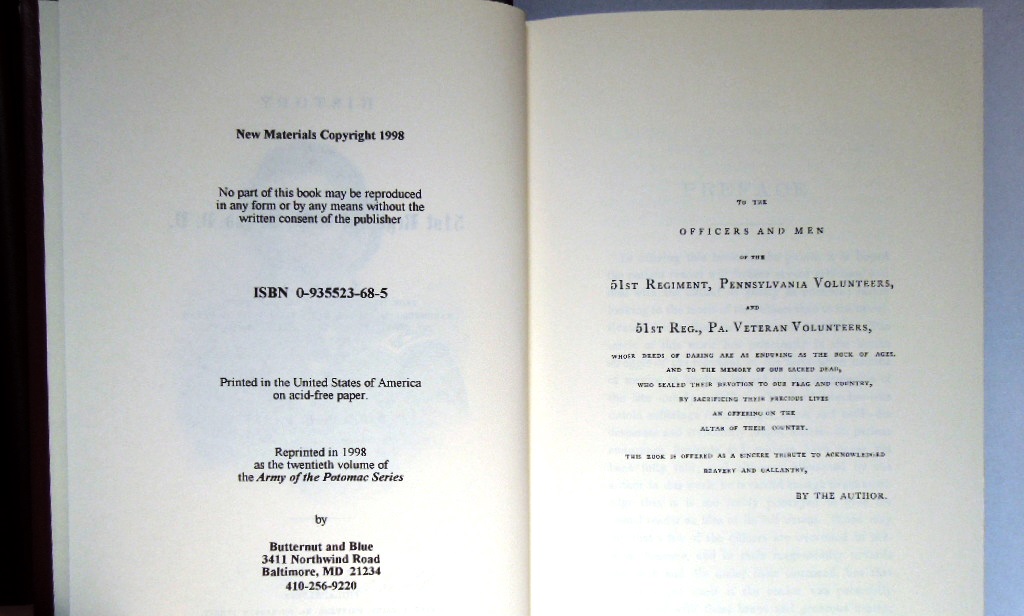 New Materials Copyright 1998
No part of this book may be reproduced
in any form or by any means without the
written consent of the publisher
ISBN 0-935523-68-5
Printed in the United States of America
on acid-free paper.
Reprinted in 1998
as the twentieth volume of
the Army of the Potomac Series
by
Butternut and Blue
3411 Northwind Road
Baltimore, MD 21234
410-256-9220
TO THE
OFFICERS AND MEN
OF THE
51ST REGIMENT, PENNSYLVANIA VOLUNTEERS,
AND
51ST REG., PA. VETERAN VOLUNTEERS,
WHOSE DEEDS OF DARING ARE AS ENDURING AS THE ROCK OF AGES.
AND TO THE MEMORY OF OUR SACRED DEAD,
WHO SEALED THEIR DEVOTION TO OUR FLAG AND COUNTRY,
BY SACRIFICING THEIR PRECIOUS LIVES
AN OFFERING ON THE
ALTAR OF THEIR COUNTRY.
THIS BOOK IS OFFERED AS A SINCERE TRIBUTE TO ACKNOWLEDGED
BRAVERY AND GALLANTRY,
BY THE AUTHOR.